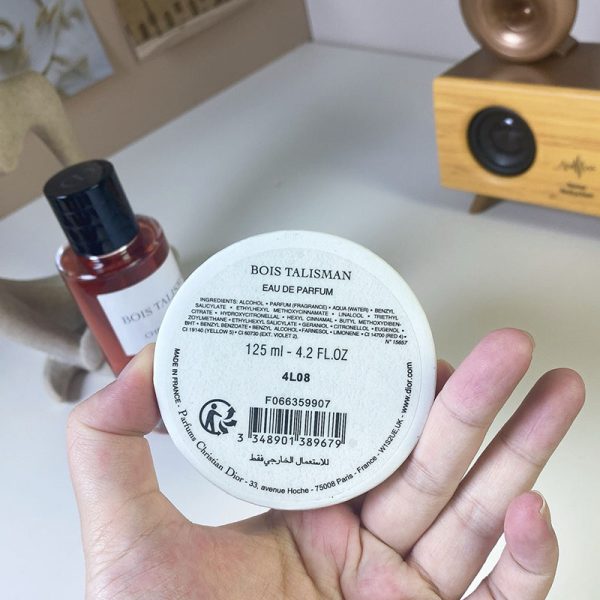 BOIS TALISMAN
EAU DE PARFUM
INGREDIENTS: ALCOHOL • PARFUM (FRAGRANCE) • AQUA (WATER) • BENZYL
SALICYLATE • ETHYLHEXYL METHOXYCINNAMATE • LINALOOL • TRIETHYL
CITRATE • HYDROXYCITRONELLAL • HEXYL CINNAMAL • BUTYL METHOXYDIBEN-
ZOYLMETHANE • ETHYLHEXYL SALICYLATE • GERANIOL • CITRONELLOL • EUGENOL •
BHT • BENZYL BENZOATE • BENZYL ALCOHOL • FARNESOL • LIMONENE • CI 14700 (RED 4) •
CI 19140 (YELLOW 5) • CI 60730 (EXT. VIOLET 2).
N° 15657
125 ml - 4.2 FL.OZ
4L08
F066359907
3 348901 389679
للاستعمال الخارجي فقط
MADE IN FRANCE. - Parfums Christian Dior - 33, avenue Hoche - 75008 Paris - France - W1S2UE.UK - www.dior.com
BOIS TALISMAN